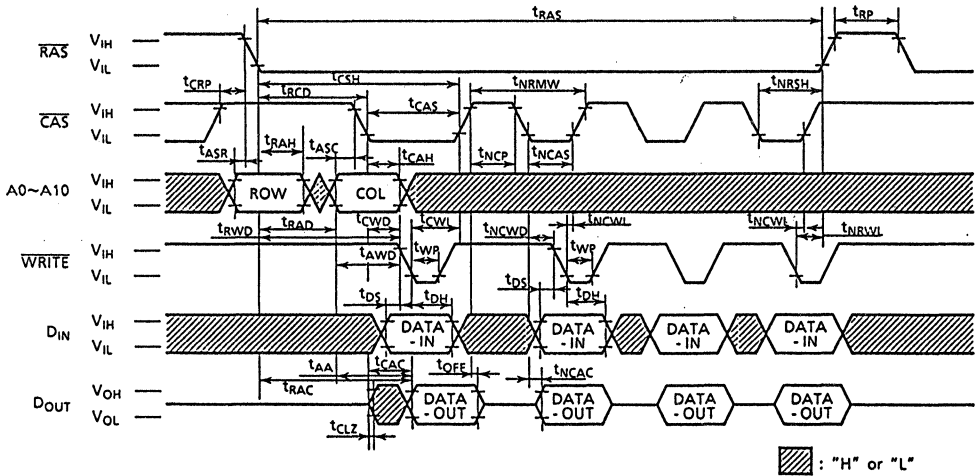 tRAS
tRP
RAS
VIH
VIL
tCSH
tCRP
tRCD
tNRMW
tNRSH
CAS
VIH
VIL
tCAS
tRAH
tASC
tCAH
tNCP
tNCAS
tASR
A0~A10
VIH
VIL
ROW
COL
tRWD
tRAD
tCWD
tCWL
tNCWD
tNCWL
tNCWL
tNRWL
WRITE
VIH
VIL
tAWD
tWP
tWP
tDS
tDH
tDS
tDH
DIN
VIH
VIL
DATA
-IN
DATA
-IN
DATA
-IN
DATA
-IN
tAA
tCAC
tOFF
tNCAC
tRAC
DOUT
VOH
VOL
DATA
-OUT
DATA
-OUT
DATA
-OUT
DATA
-OUT
tCLZ
: "H" or "L"